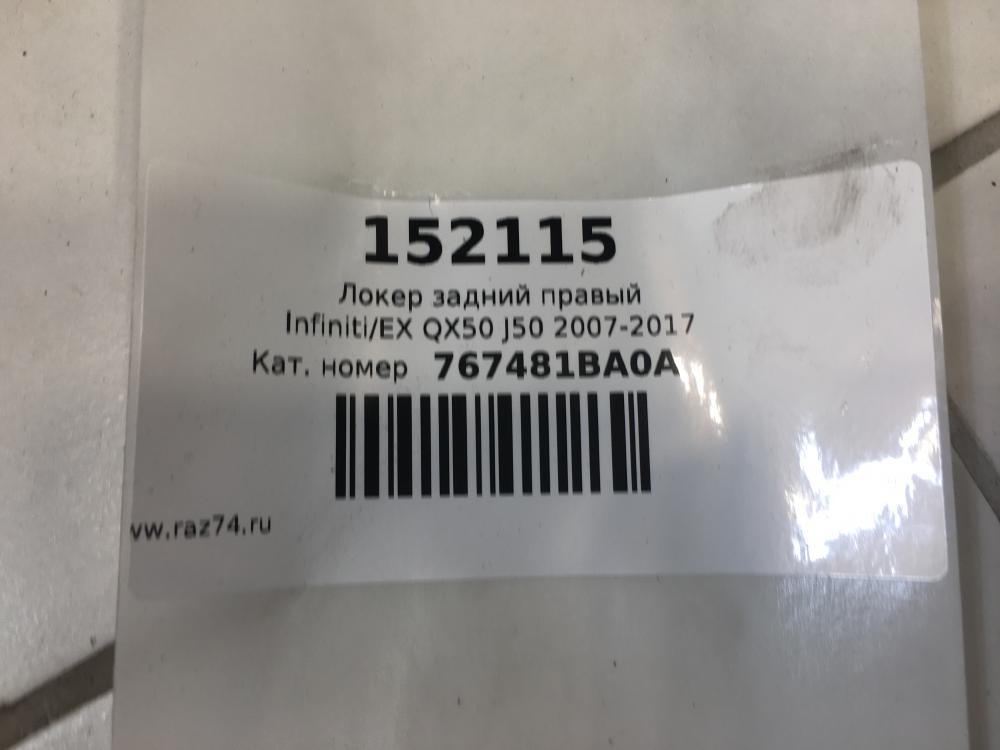 152115
Локер задний правый
Infiniti/EX QX50 J50 2007-2017
Кат. номер 767481BA0A
vw.raz74.ru